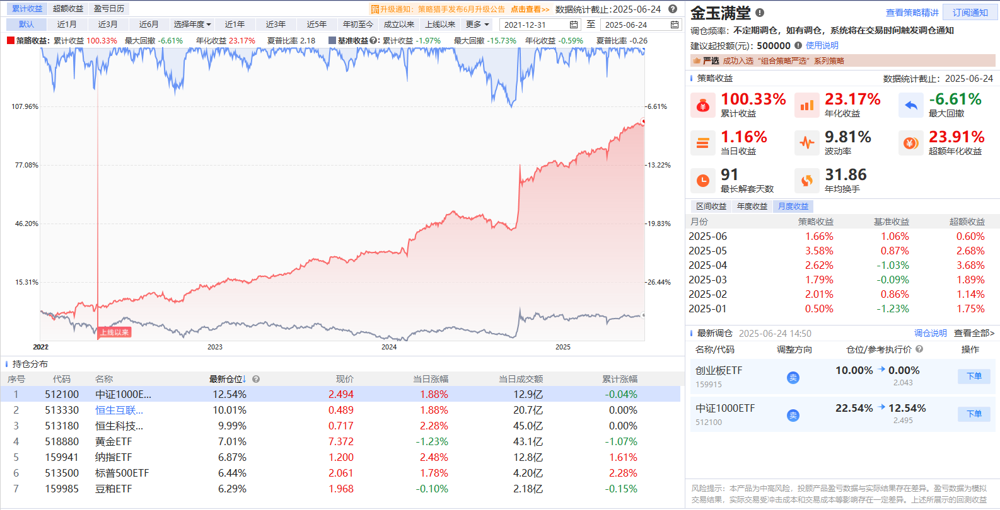 累计收益 超额收益 盈亏日历
新 升级通知：策略猎手发布6月升级公告 点击查看>> 数据统计截止:2025-06-24
默认 近1月 近3月 近6月 选择年度 近1年 近3年 近5年 年初至今 成立以来 上线以来 更多 2021-12-31 至 2025-06-24
策略收益: 累计收益 100.33% 最大回撤 -6.61% 年化收益 23.17% 夏普比率 2.18 基准收益: 累计收益 -1.97% 最大回撤 -15.73% 年化收益 -0.59% 夏普比率 -0.26
107.96% -6.61%
77.08% -13.22%
46.20% -19.83%
15.31% -26.44%
上线以来
2022 2023 2024 2025
持仓分布
序号 代码 名称 最新仓位↓ 现价 当日涨幅 当日成交额 累计涨幅
1 512100 中证1000E... 12.54% 2.494 1.88% 12.9亿 -0.04%
2 513330 恒生互联... 10.01% 0.489 1.88% 20.7亿 0.00%
3 513180 恒生科技... 9.99% 0.717 2.28% 45.0亿 0.00%
4 518880 黄金ETF 7.01% 7.372 -1.23% 43.1亿 -1.07%
5 159941 纳指ETF 6.87% 1.200 2.48% 12.8亿 1.61%
6 513500 标普500ETF 6.44% 2.061 1.78% 4.20亿 2.28%
7 159985 豆粕ETF 6.29% 1.968 -0.10% 2.18亿 -0.15%
金玉满堂 查看策略精讲 订阅通知
调仓频率：不定期调仓，如有调仓，系统将在交易时间触发调仓通知
建议起投额(元)：500000 使用说明
严选 成功入选“组合策略严选”系列策略
策略收益 数据统计截止：2025-06-24
100.33% 23.17% -6.61%
累计收益 年化收益 最大回撤
1.16% 9.81% 23.91%
当日收益 波动率 超额年化收益
91 31.86
最长解套天数 年均换手
区间收益 年度收益 月度收益
月份 策略收益 基准收益 超额收益
2025-06 1.66% 1.06% 0.60%
2025-05 3.58% 0.87% 2.68%
2025-04 2.62% -1.03% 3.68%
2025-03 1.79% -0.09% 1.89%
2025-02 2.01% 0.86% 1.14%
2025-01 0.50% -1.23% 1.75%
最新调仓 2025-06-24 14:50 调仓说明 查看全部>
名称/代码 调整方向 仓位/参考执行价 操作
创业板ETF 卖 10.00% 0.00% 下单
159915 2.043
中证1000ETF 卖 22.54% 12.54% 下单
512100 2.495
风险提示：本产品为中高风险，投顾产品盈亏数据与实际结果存在差异。盈亏数据为模拟
交易结果，实际交易受冲击成本和交易成本等影响存在一定差异。上述所展示的回测收益